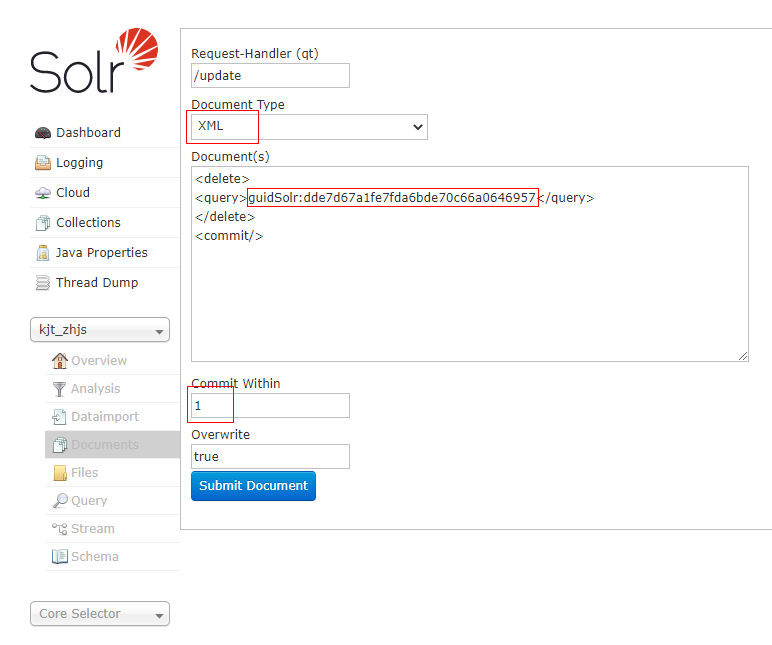 Solr
Dashboard
Logging
Cloud
Collections
Java Properties
Thread Dump
kjt_zhjs
Overview
Analysis
Dataimport
Documents
Files
Query
Stream
Schema
Core Selector
Request-Handler (qt)
/update
Document Type
XML
Document(s)
<delete>
<query>guidSolr:dde7d67a1fe7fda6bde70c66a0646957</query>
</delete>
<commit/>
Commit Within
1
Overwrite
true
Submit Document